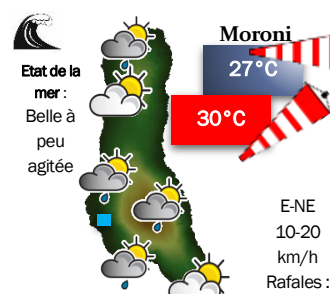 Moroni
Etat de la
mer :
Belle à
peu
agitée
27°C
30°C
E-NE
10-20
km/h
Rafales :